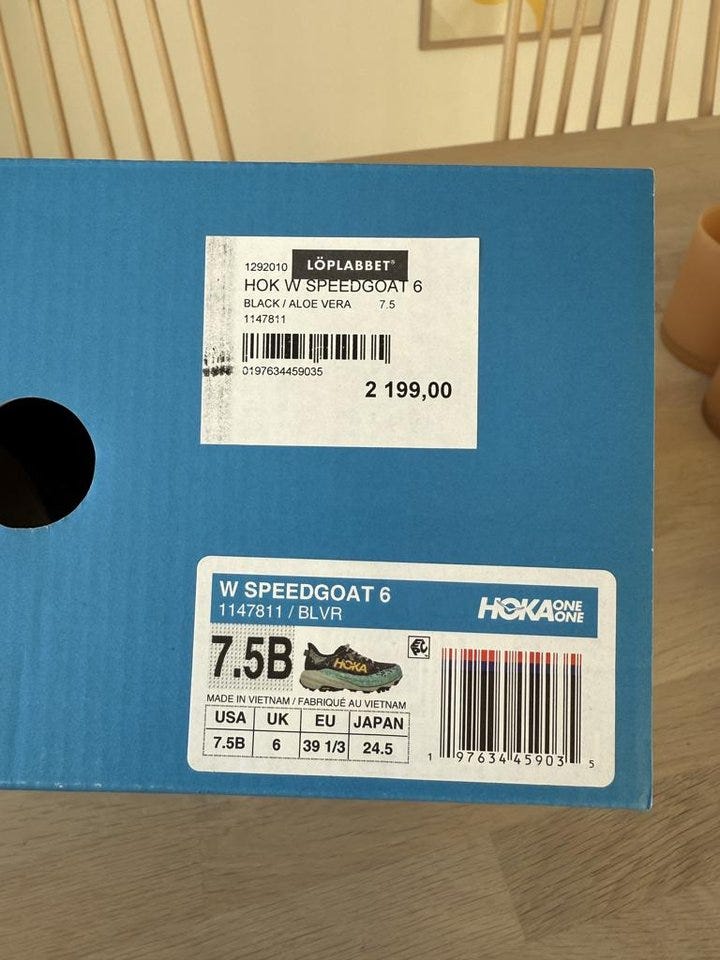 1292010 LÖPLABBET®
HOK W SPEEDGOAT 6
BLACK / ALOE VERA 7.5
1147811
0197634459035
2 199,00
W SPEEDGOAT 6
1147811 / BLVR
HOKA ONE ONE
7.5B
HOKA
MADE IN VIETNAM / FABRIQUÉ AU VIETNAM
USA UK EU JAPAN
7.5B 6 39 1/3 24.5
1 97634 45903 5